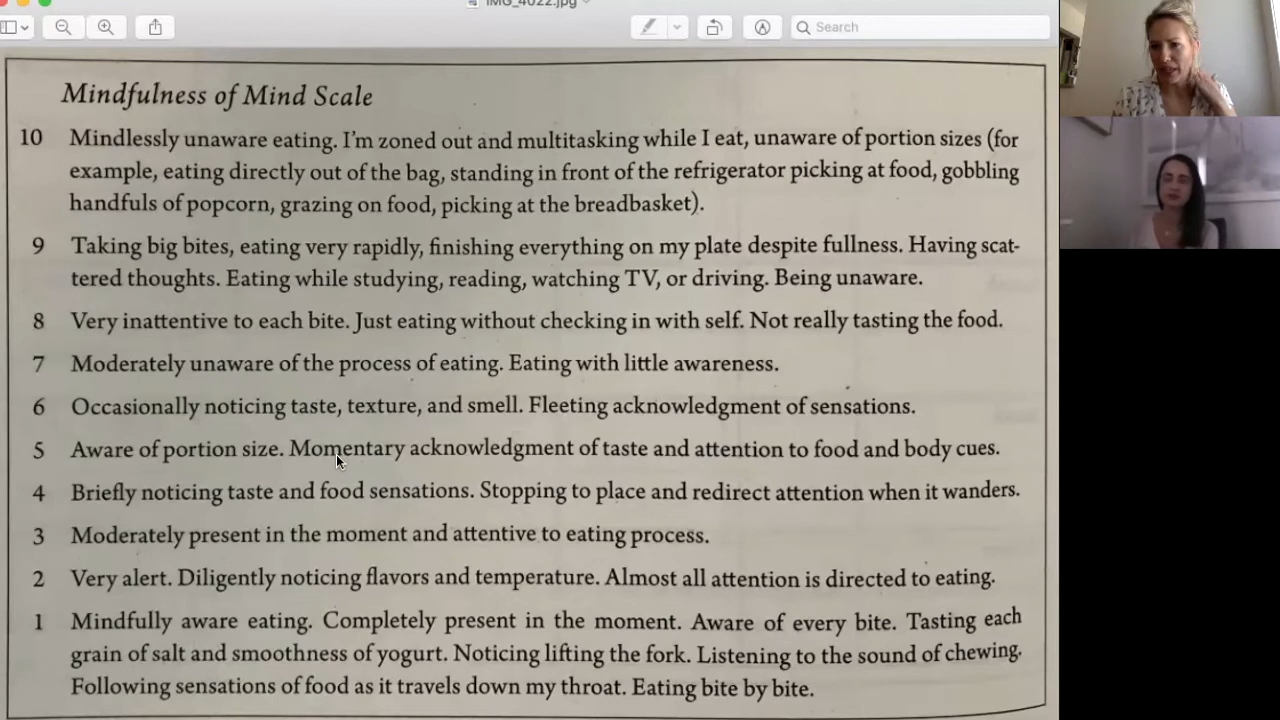 IMG_4022.jpg
Search
Mindfulness of Mind Scale
10 Mindlessly unaware eating. I'm zoned out and multitasking while I eat, unaware of portion sizes (for
example, eating directly out of the bag, standing in front of the refrigerator picking at food, gobbling
handfuls of popcorn, grazing on food, picking at the breadbasket).
9 Taking big bites, eating very rapidly, finishing everything on my plate despite fullness. Having scat-
tered thoughts. Eating while studying, reading, watching TV, or driving. Being unaware.
8 Very inattentive to each bite. Just eating without checking in with self. Not really tasting the food.
7 Moderately unaware of the process of eating. Eating with little awareness.
6 Occasionally noticing taste, texture, and smell. Fleeting acknowledgment of sensations.
5 Aware of portion size. Momentary acknowledgment of taste and attention to food and body cues.
4 Briefly noticing taste and food sensations. Stopping to place and redirect attention when it wanders.
3 Moderately present in the moment and attentive to eating process.
2 Very alert. Diligently noticing flavors and temperature. Almost all attention is directed to eating.
1 Mindfully aware eating. Completely present in the moment. Aware of every bite. Tasting each
grain of salt and smoothness of yogurt. Noticing lifting the fork. Listening to the sound of chewing.
Following sensations of food as it travels down my throat. Eating bite by bite.